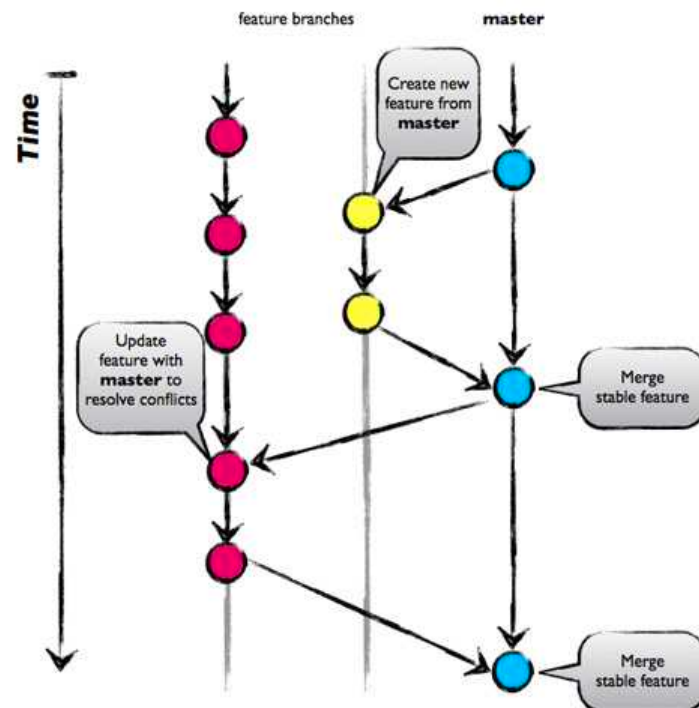 feature branches
master
Time
Create new
feature from
master
Update
feature with
master to
resolve conflicts
Merge
stable feature
Merge
stable feature